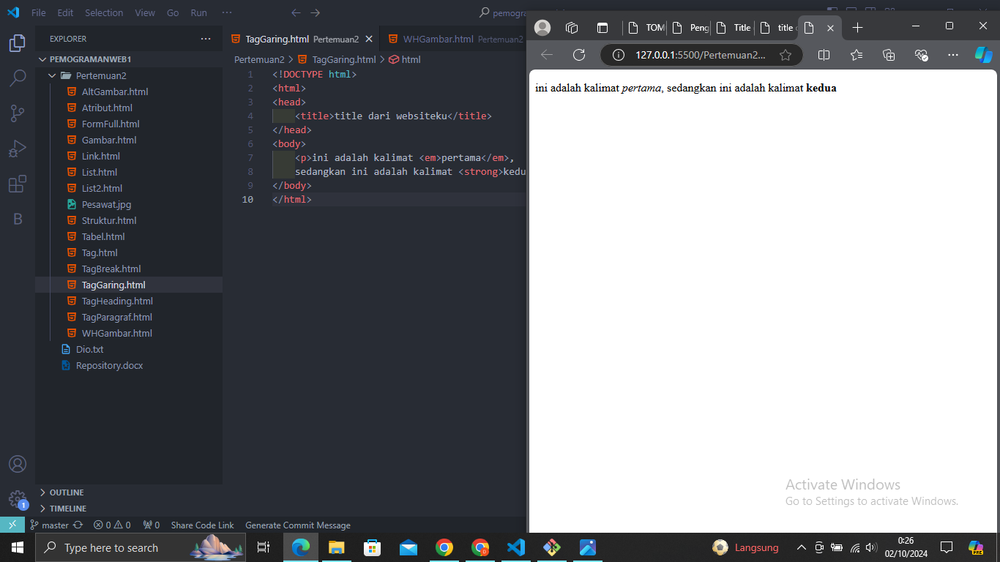 File Edit Selection View Go Run ···
EXPLORER
PEMOGRAMANWEB1
Pertemuan2
AltGambar.html
Atribut.html
FormFull.html
Gambar.html
Link.html
List.html
List2.html
Pesawat.jpg
Struktur.html
Tabel.html
Tag.html
TagBreak.html
TagGaring.html
TagHeading.html
TagParagraf.html
WHGambar.html
Dio.txt
Repository.docx
OUTLINE
TIMELINE
TagGaring.html Pertemuan2
WHGambar.html Pertemuan2
Pertemuan2 > TagGaring.html > html
1 <!DOCTYPE html>
2 <html>
3 <head>
4 <title>title dari websiteku</title>
5 </head>
6 <body>
7 <p>ini adalah kalimat <em>pertama</em>,
8 sedangkan ini adalah kalimat <strong>kedu
9 </body>
10 </html>
TOM Peng Title title
127.0.0.1:5500/Pertemuan2...
ini adalah kalimat pertama, sedangkan ini adalah kalimat kedua
Activate Windows
Go to Settings to activate Windows.
1
master 0 0 0 Share Code Link Generate Commit Message
Type here to search
Langsung
0:26
02/10/2024
PRE